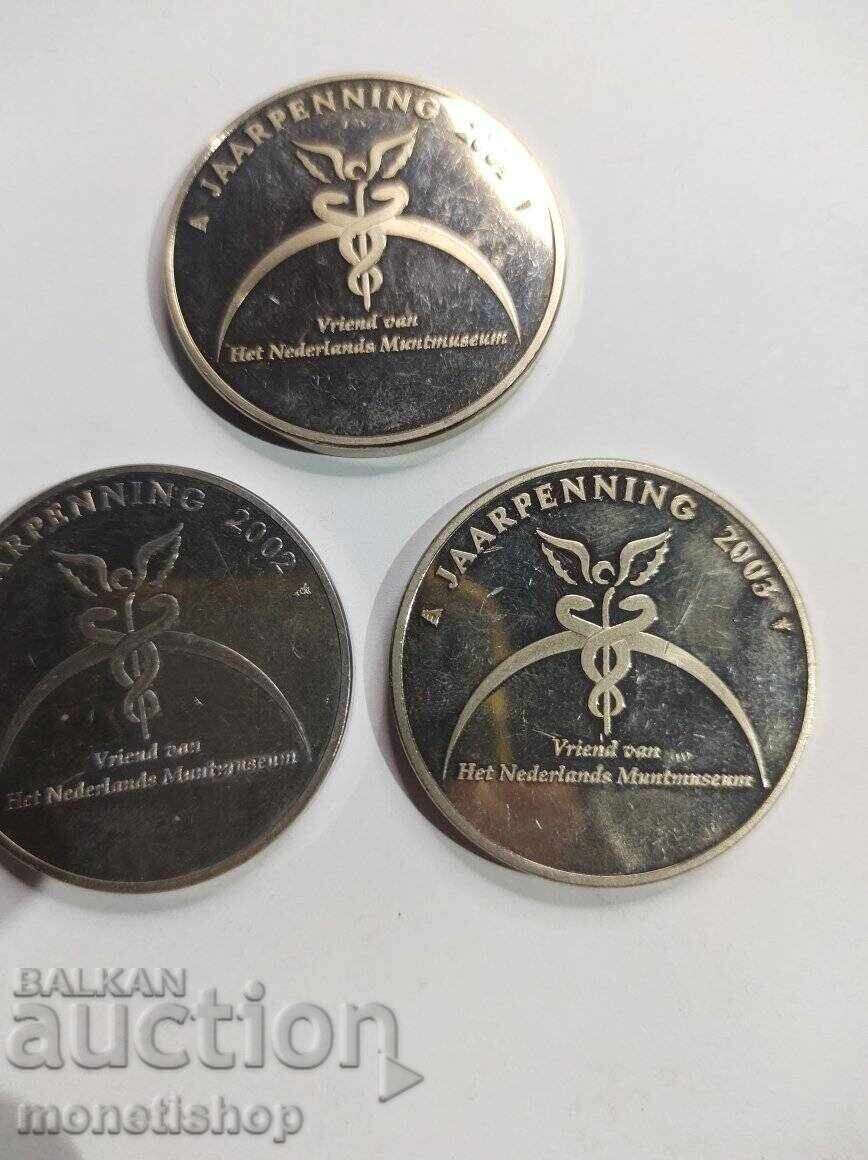 JAARPENNING
Vriend van
Het Nederlands Muntmuseum
JAARPENNING 2002
Vriend van
Het Nederlands Muntmuseum
JAARPENNING 2003
Vriend van
Het Nederlands Muntmuseum
BALKAN
auction
monetishop